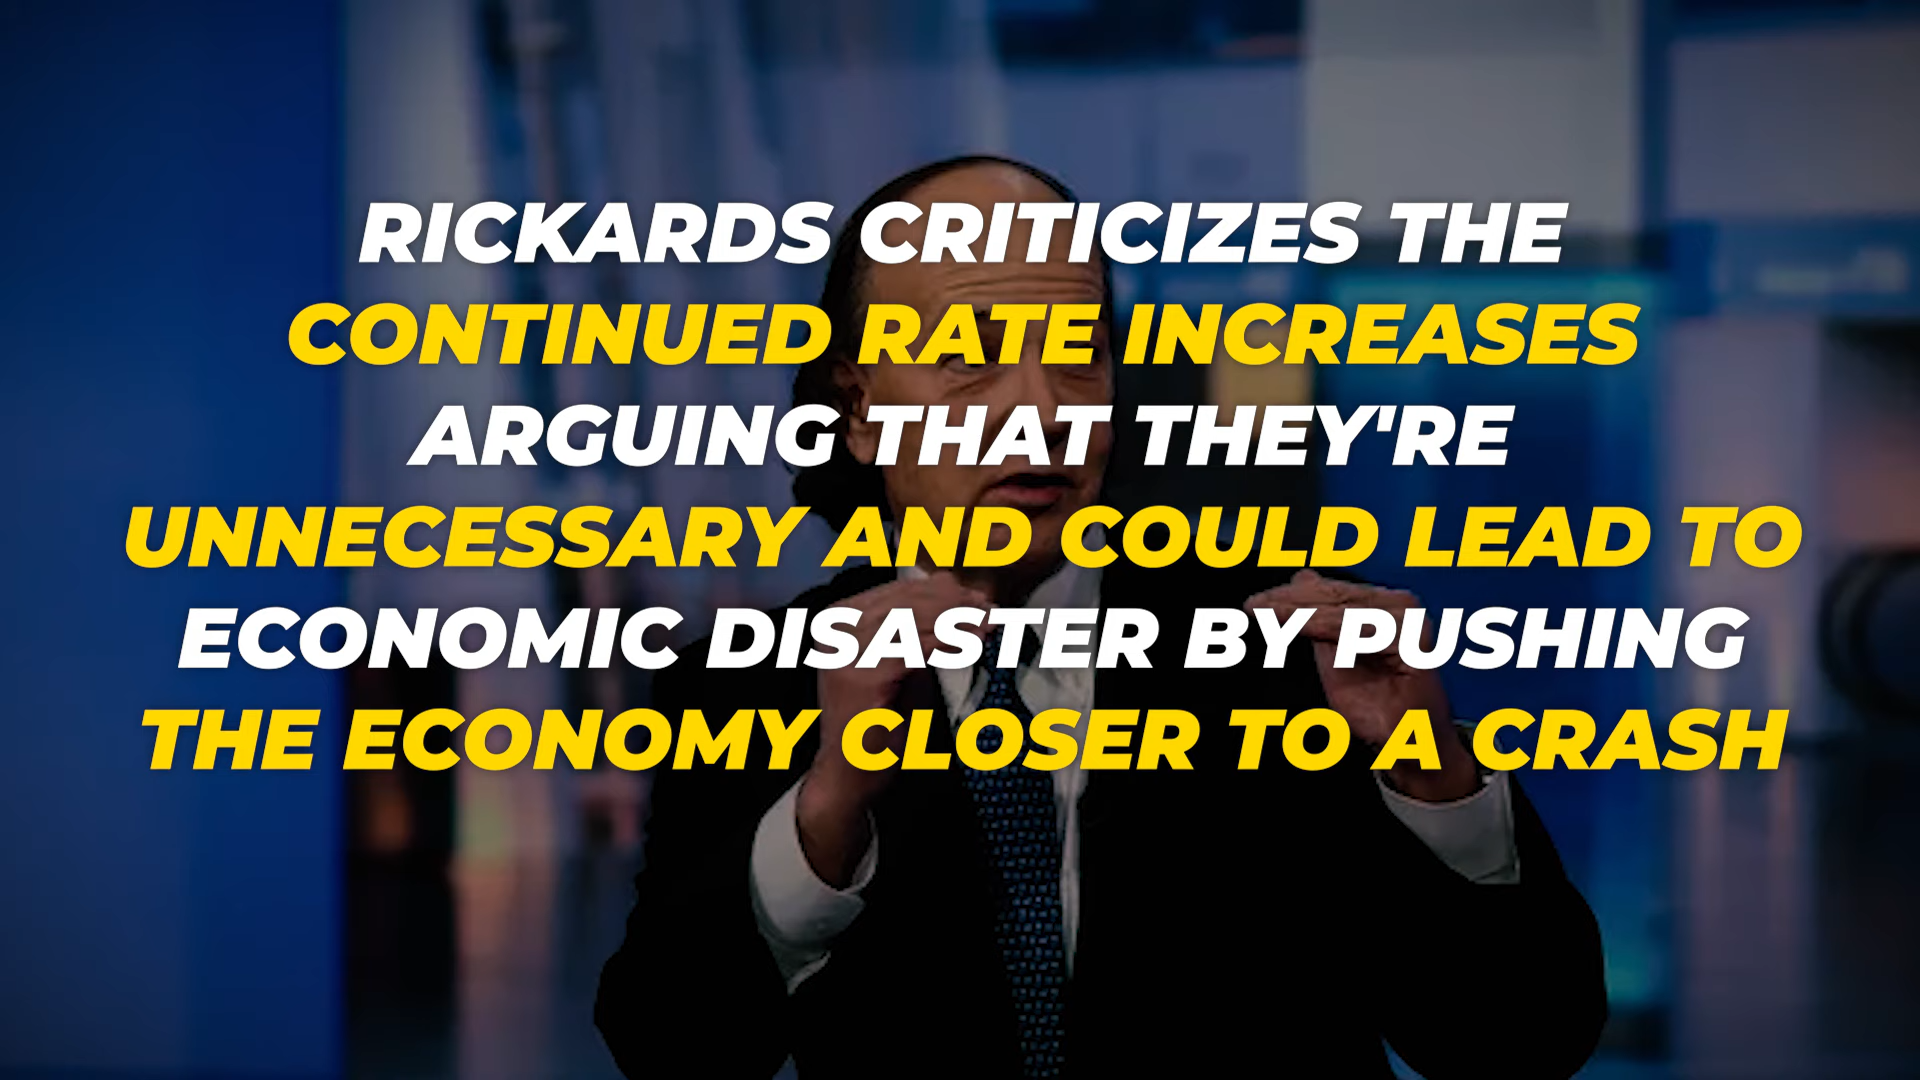 RICKARDS CRITICIZES THE
CONTINUED RATE INCREASES
ARGUING THAT THEY'RE
UNNECESSARY AND COULD LEAD TO
ECONOMIC DISASTER BY PUSHING
THE ECONOMY CLOSER TO A CRASH